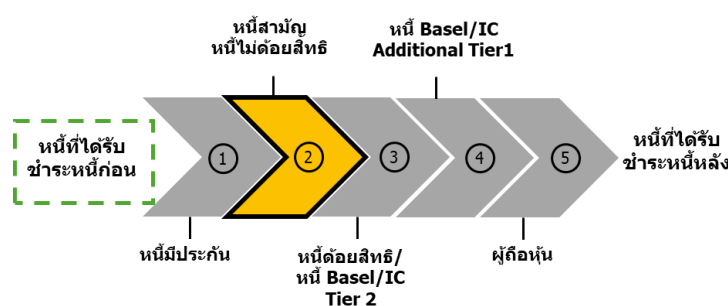 หนี้สามัญ
หนี้ไม่ด้อยสิทธิ
หนี้ Basel/IC
Additional Tier1
หนี้ที่ได้รับ
ชำระหนี้ก่อน
1
2
3
4
5
หนี้ที่ได้รับ
ชำระหนี้หลัง
หนี้มีประกัน
หนี้ด้อยสิทธิ/
หนี้ Basel/IC
Tier 2
ผู้ถือหุ้น